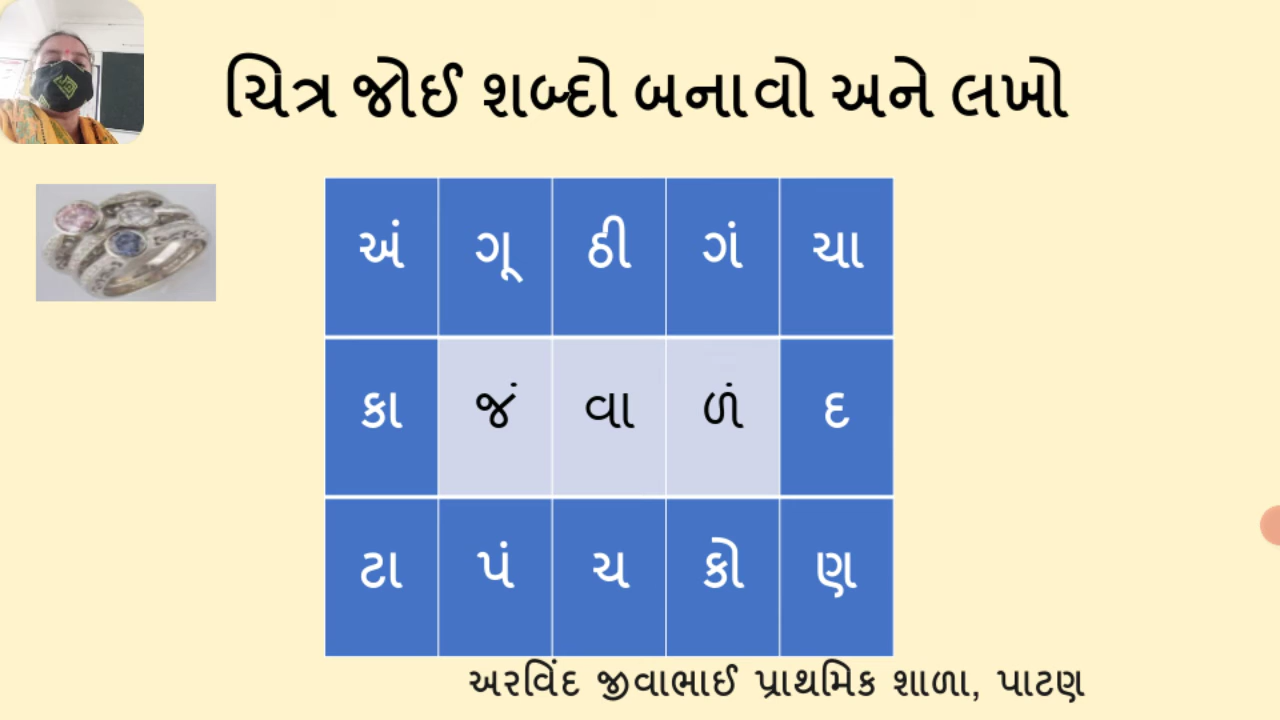 ચિત્ર જોઈ શબ્દો બનાવો અને લખો
અં ગૂ ઠી ગં ચા
કા જં વા ળં દ
ટા પં ચ કો ણ
અરવિંદ જીવાભાઈ પ્રાથમિક શાળા, પાટણ